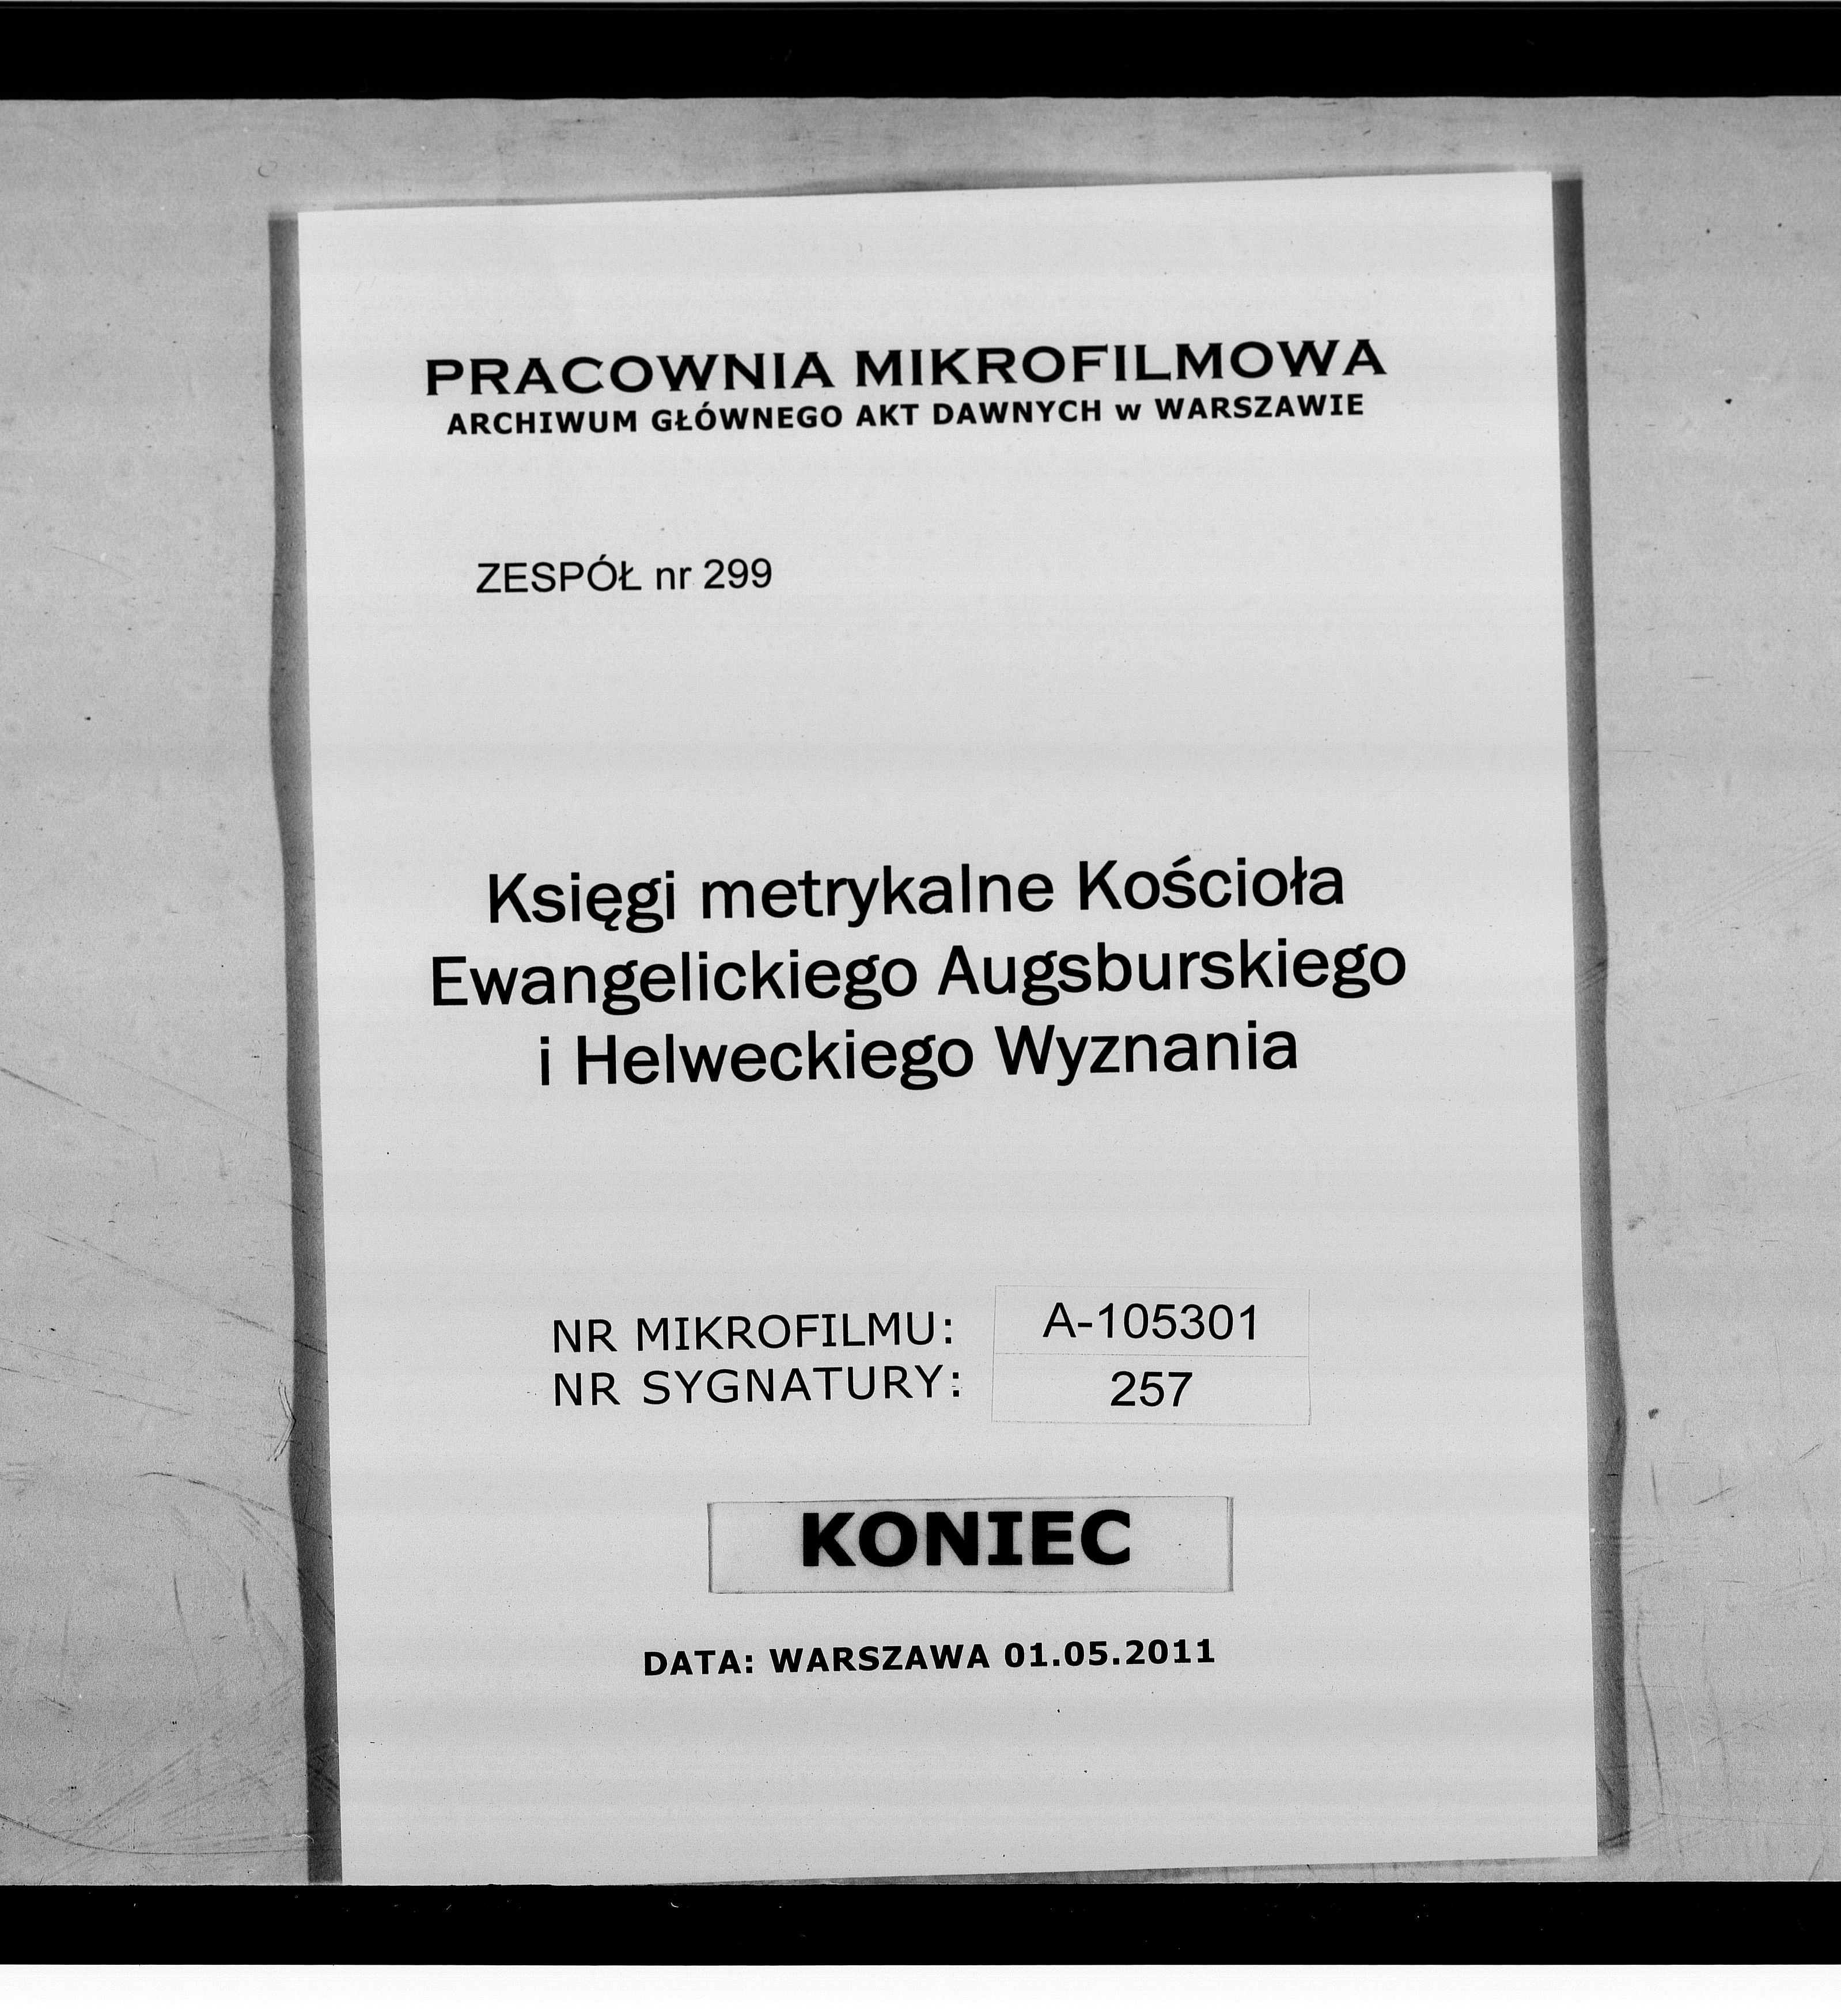 PRACOWNIA MIKROFILMOWA
ARCHIWUM GŁÓWNEGO AKT DAWNYCH w WARSZAWIE
ZESPÓŁ nr 299
Księgi metrykalne Kościoła
Ewangelickiego Augsburskiego
i Helweckiego Wyznania
NR MIKROFILMU: A-105301
NR SYGNATURY: 257
KONIEC
DATA: WARSZAWA 01.05.2011